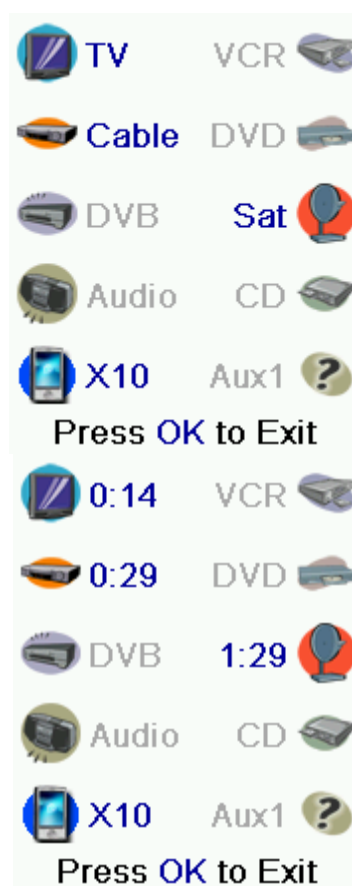 TV VCR
Cable DVD
DVB Sat
Audio CD
X10 Aux1
Press OK to Exit
0:14 VCR
0:29 DVD
DVB 1:29
Audio CD
X10 Aux1
Press OK to Exit